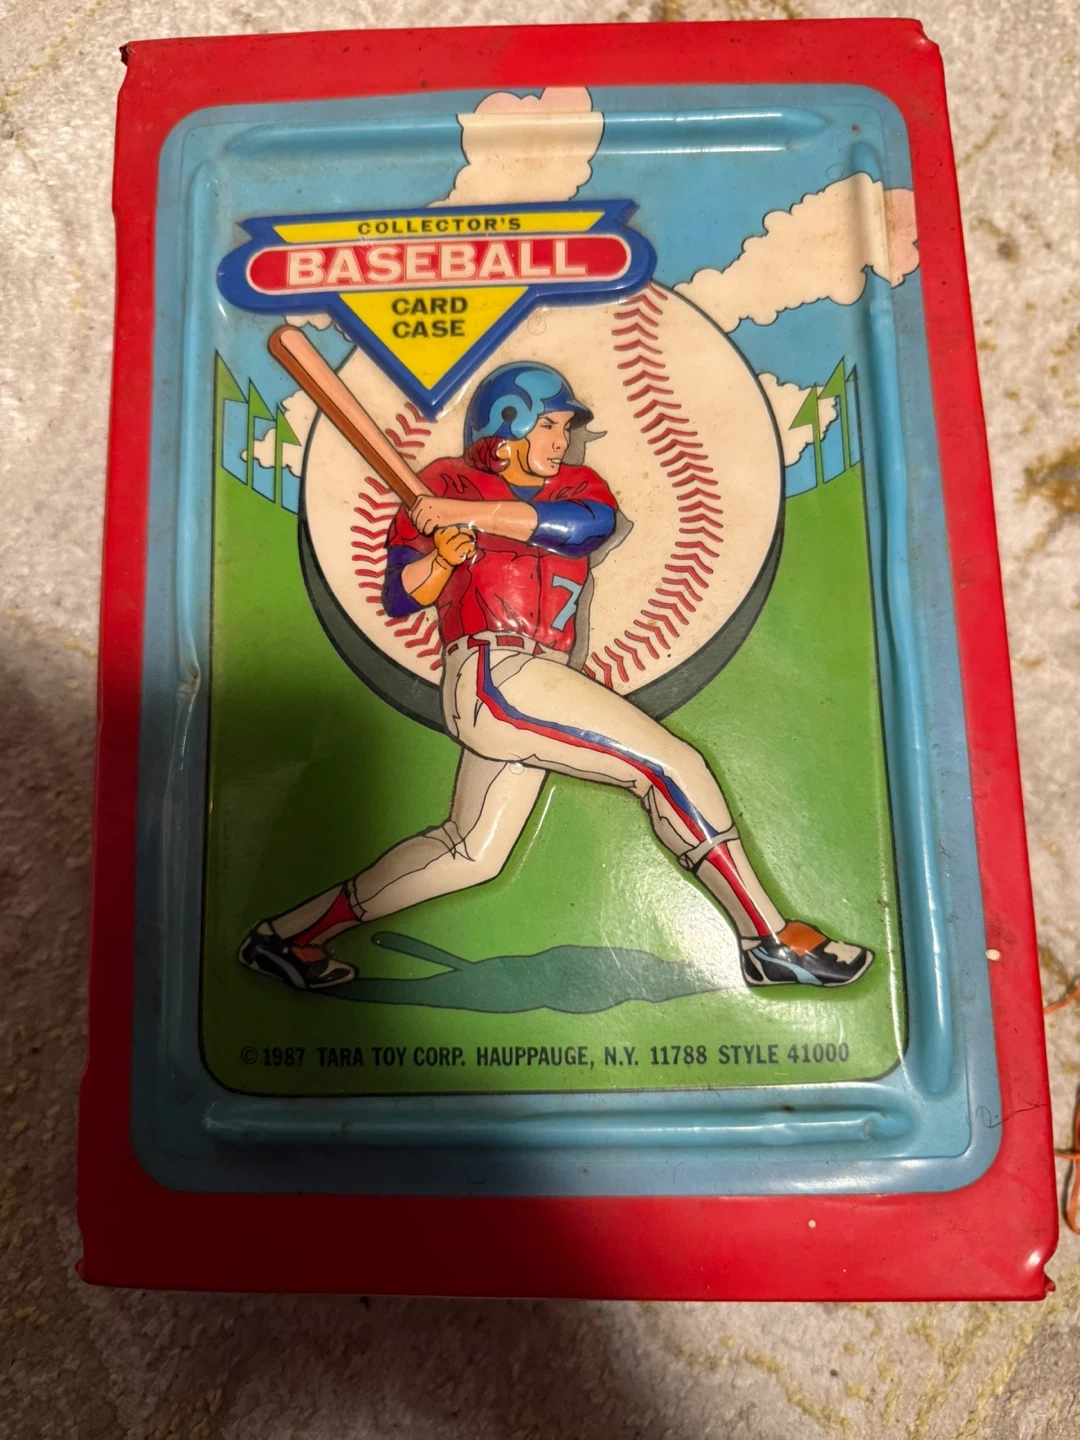 COLLECTOR'S
BASEBALL
CARD
CASE
7
© 1987 TARA TOY CORP. HAUPPAUGE, N.Y. 11788 STYLE 41000